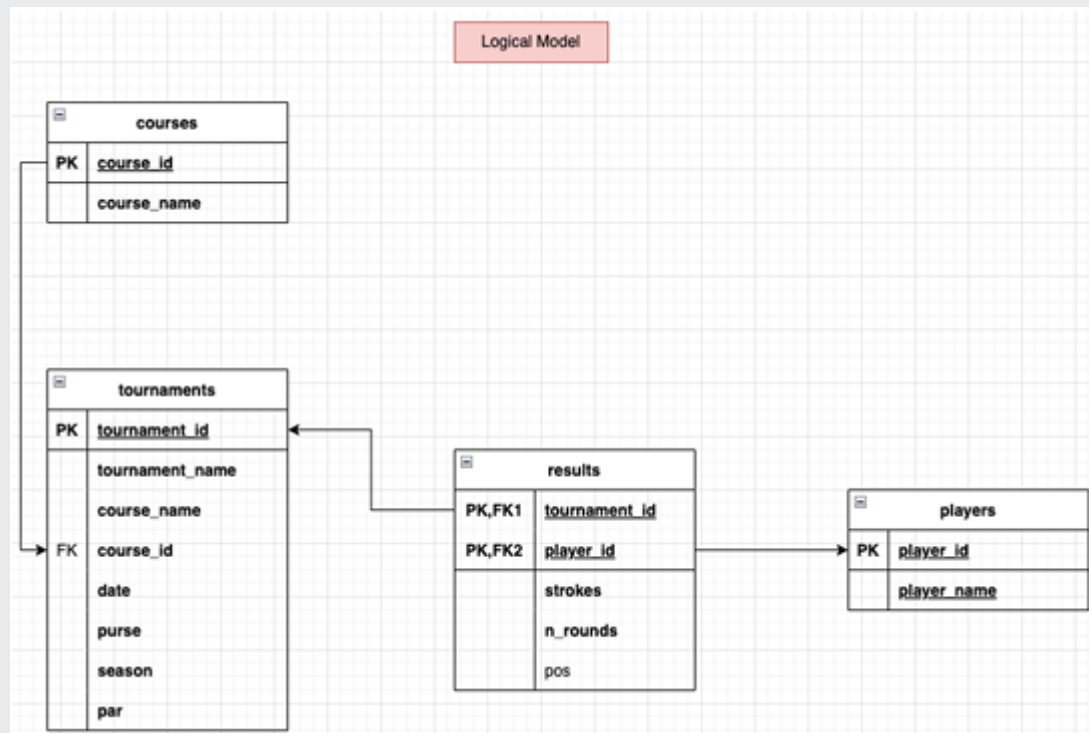 Logical Model
courses
PK course_id
course_name
tournaments
PK tournament_id
tournament_name
course_name
FK course_id
date
purse
season
par
results
PK,FK1 tournament_id
PK,FK2 player_id
strokes
n_rounds
pos
players
PK player_id
player_name